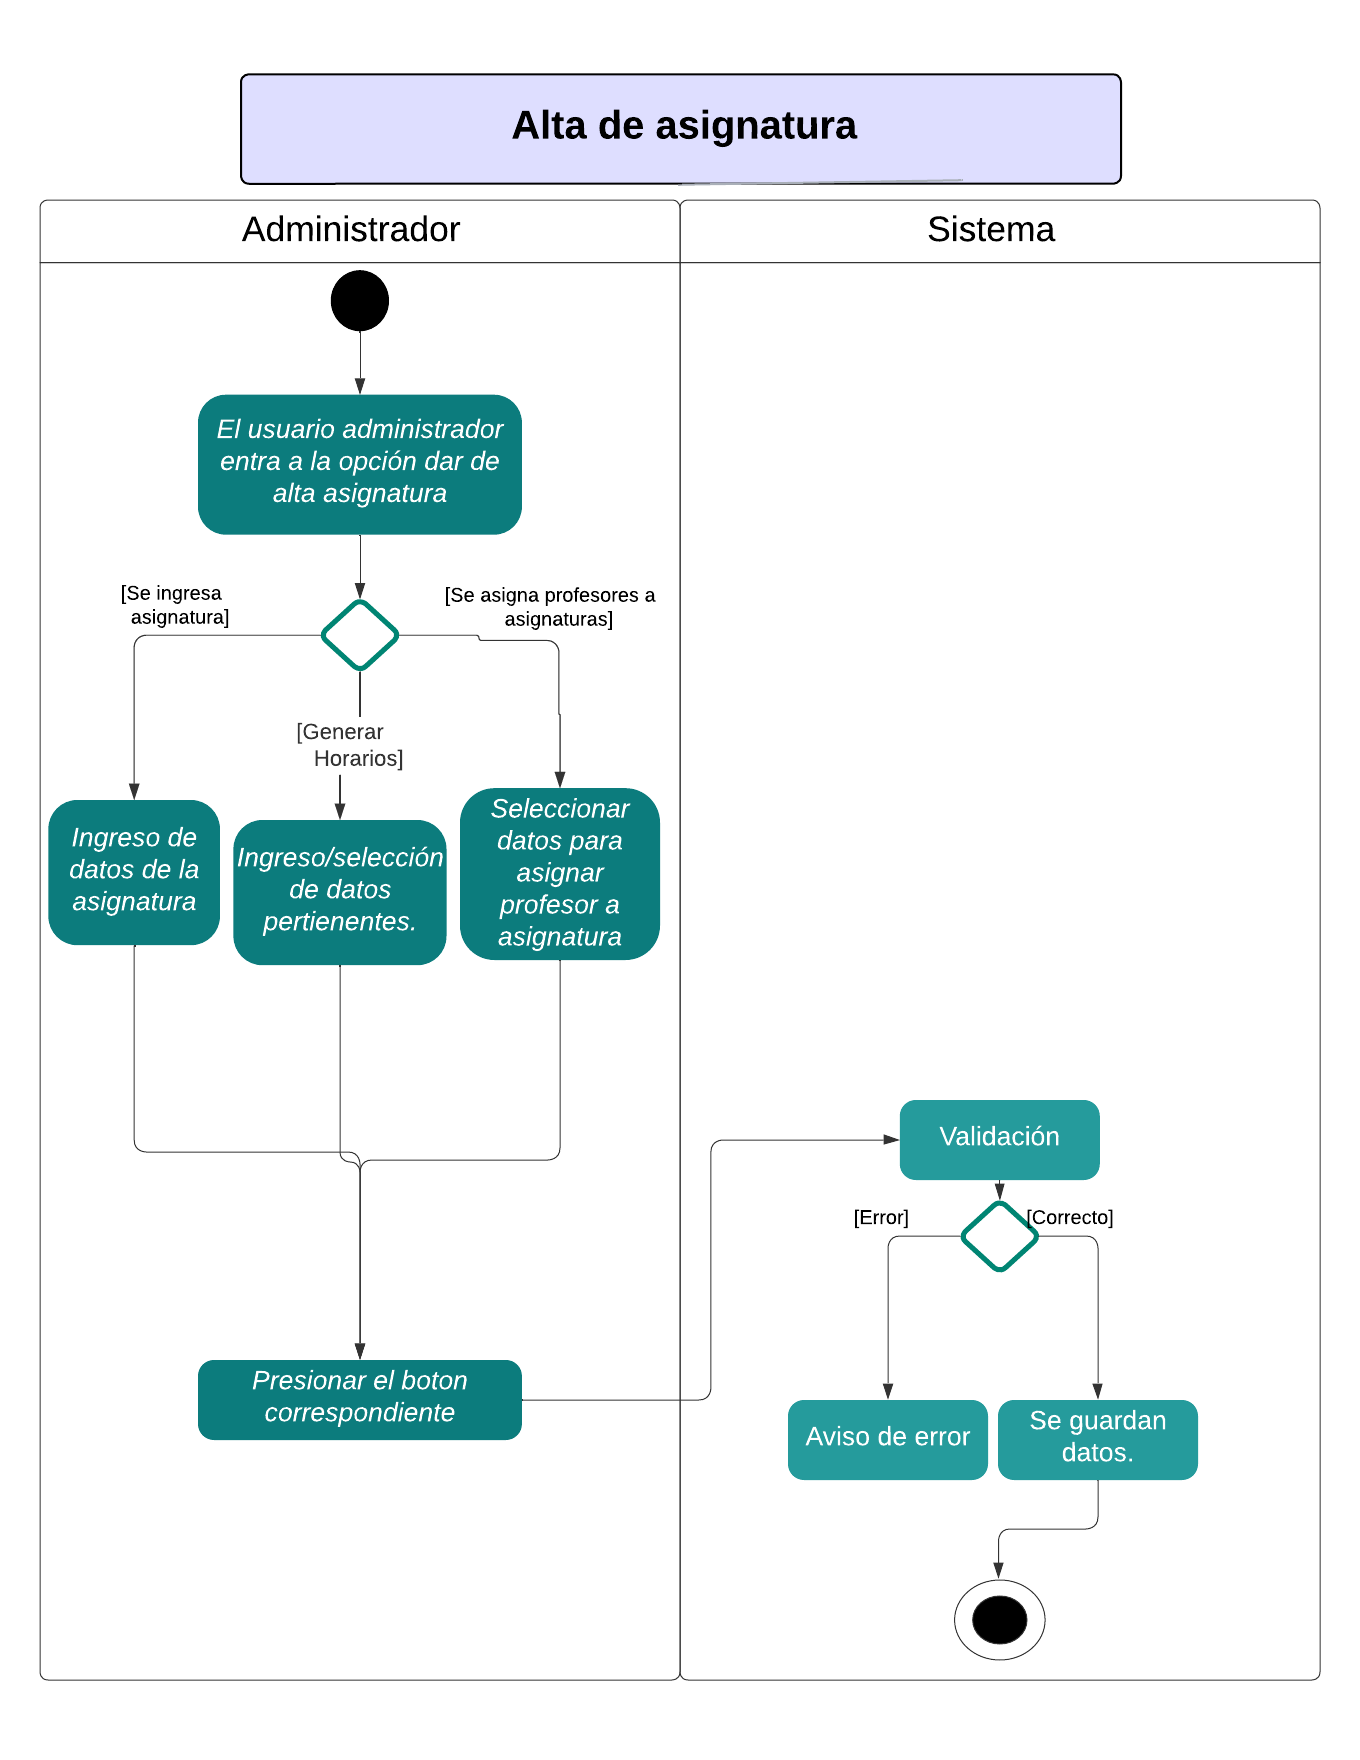 Alta de asignatura
Administrador
Sistema
El usuario administrador
entra a la opción dar de
alta asignatura
[Se ingresa
asignatura]
[Se asigna profesores a
asignaturas]
[Generar
Horarios]
Ingreso de
datos de la
asignatura
Ingreso/selección
de datos
pertienentes.
Seleccionar
datos para
asignar
profesor a
asignatura
Validación
[Error]
[Correcto]
Presionar el boton
correspondiente
Aviso de error
Se guardan
datos.